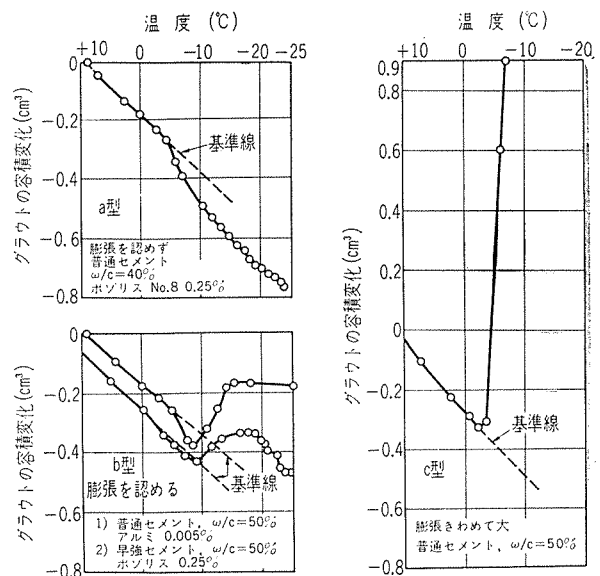 温 度 (℃)
+10 0 -10 -20 -25
0
-0.2
-0.4
-0.6
-0.8
グラウトの容積変化(cm³)
基準線
a型
膨張を認めず
普通セメント
ω/c=40%
ポゾリス No.8 0.25%
0
-0.2
-0.4
-0.6
-0.8
グラウトの容積変化(cm³)
b型
膨張を認める
基準線
1) 普通セメント, ω/c=50%
アルミ 0.005%
2) 早強セメント, ω/c=50%
ポゾリス 0.25%
温 度 (℃)
+10 0 -10 -20
0.9
0.8
0.6
0.4
0.2
0
-0.2
-0.4
-0.6
-0.8
グラウトの容積変化(cm³)
基準線
c型
膨張きわめて大
普通セメント, ω/c=50%